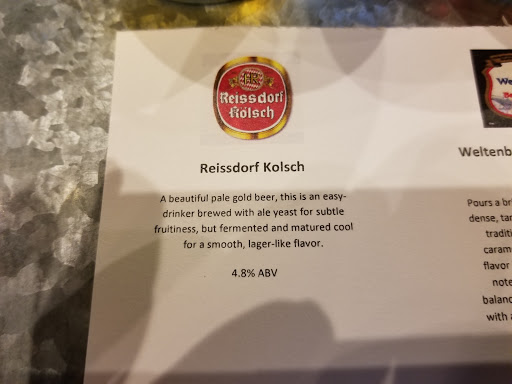 Reissdorf
Kölsch
Reissdorf Kolsch
A beautiful pale gold beer, this is an easy-
drinker brewed with ale yeast for subtle
fruitiness, but fermented and matured cool
for a smooth, lager-like flavor.
4.8% ABV
We
Weltenb
Pours a br
dense, tar
traditi
caram
flavor
note
balanc
with a